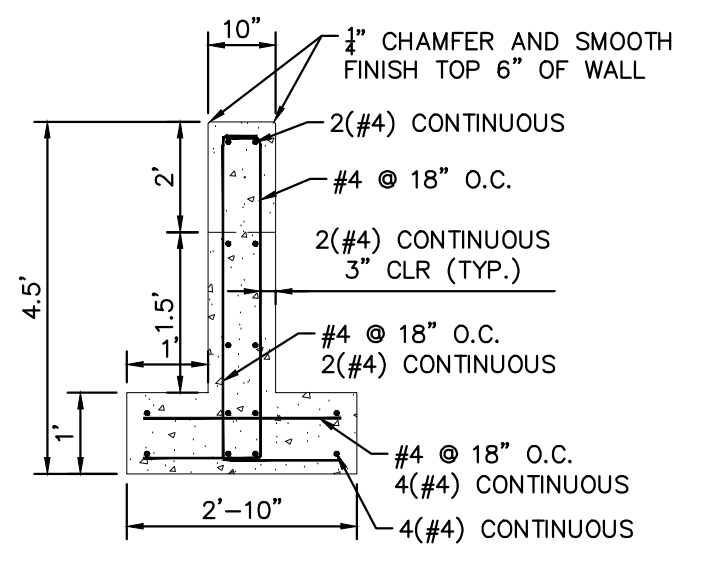 10"
¼" CHAMFER AND SMOOTH
FINISH TOP 6" OF WALL
2(#4) CONTINUOUS
2'
#4 @ 18" O.C.
2(#4) CONTINUOUS
3" CLR (TYP.)
4.5'
1.5'
1'
#4 @ 18" O.C.
2(#4) CONTINUOUS
1'
#4 @ 18" O.C.
4(#4) CONTINUOUS
2'-10"
4(#4) CONTINUOUS